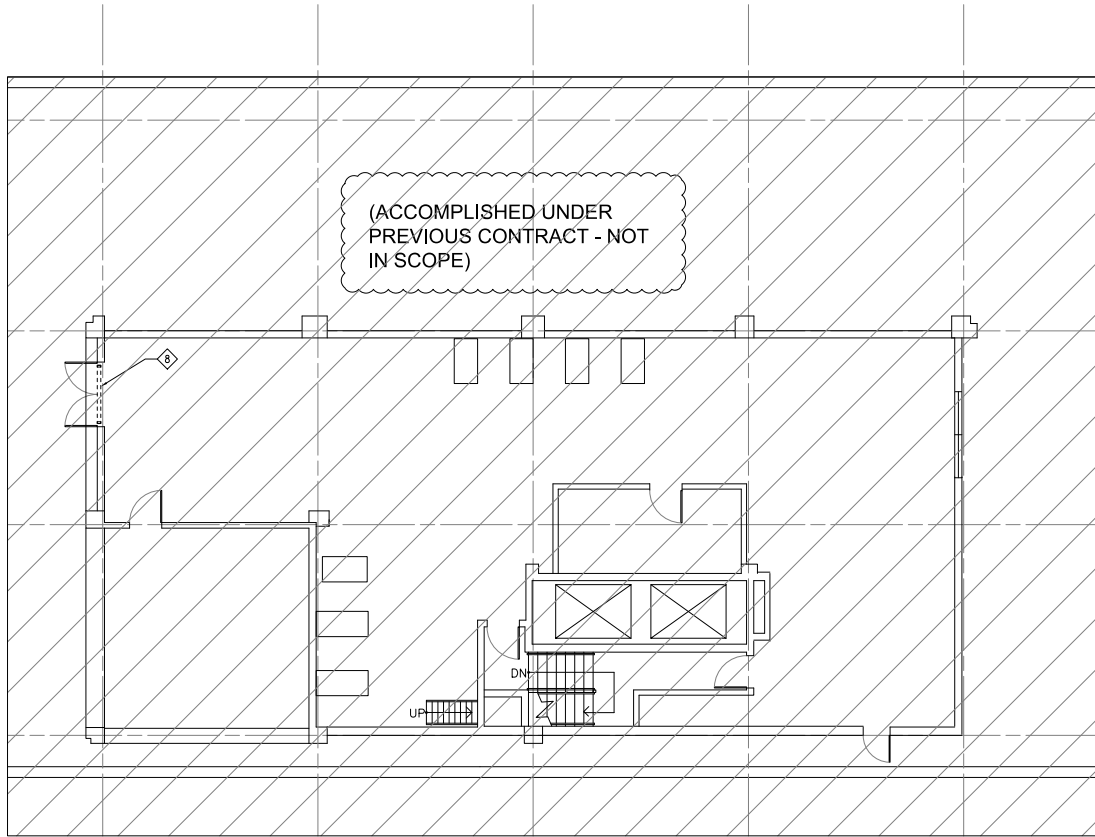 (ACCOMPLISHED UNDER
PREVIOUS CONTRACT - NOT
IN SCOPE)
8
DN
UP